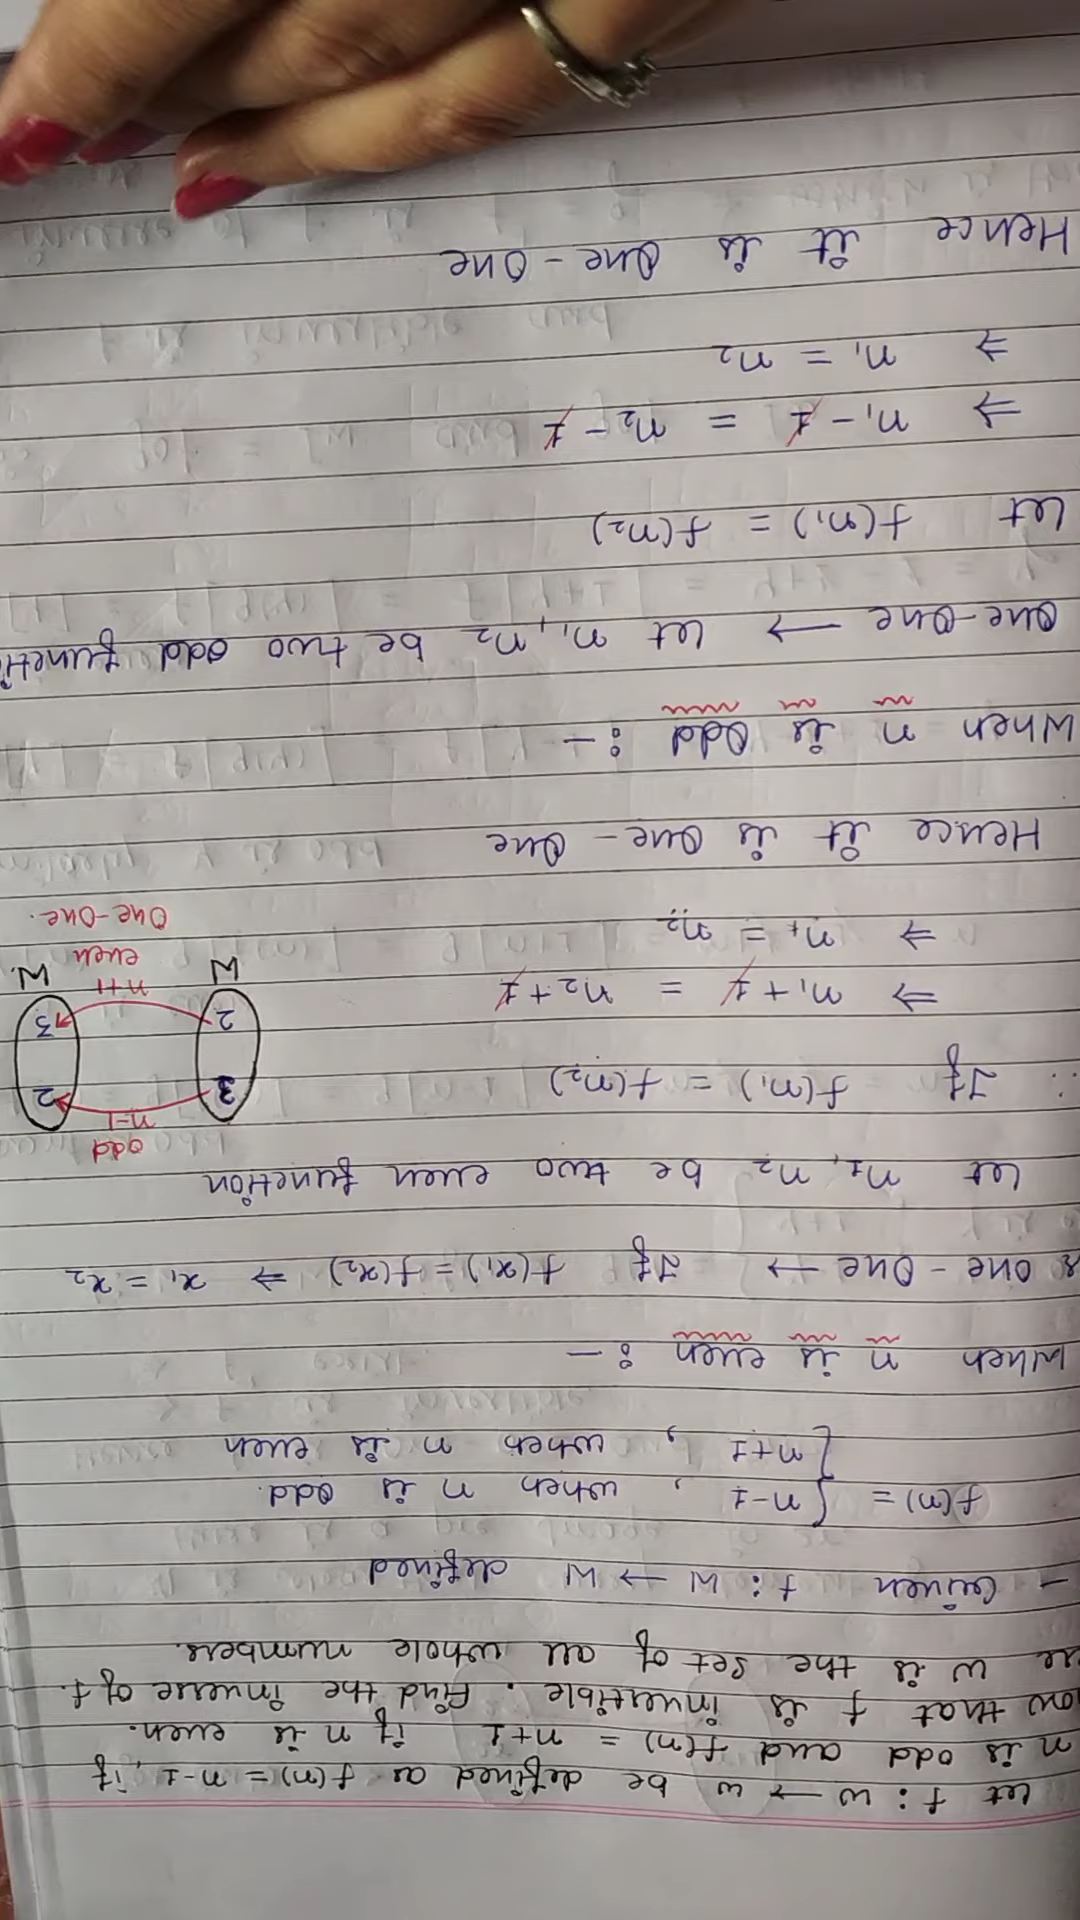 Let f : W → W be defined as f(n) = n-1, if
n is odd and f(n) = n+1 if n is even.
that f is invertible. Find the inverse of f.
W is the set of all whole numbers.
- Given f : W → W defined
f(n) = { n-1 , when n is odd.
n+1 , when n is even
When n is even :-
one-One → If f(x₁) = f(x₂) ⇒ x₁ = x₂
Let n₁, n₂ be two even function
∴ If f(n₁) = f(n₂)
⇒ n₁ + 1 = n₂ + 1
⇒ n₁ = n₂
odd
n-1
3 2
2 3
n+1
W W.
even
One-One.
Hence it is One-One
When n is Odd :-
One-One → Let n₁, n₂ be two odd
Let f(n₁) = f(n₂)
⇒ n₁ - 1 = n₂ - 1
⇒ n₁ = n₂
Hence it is One-One